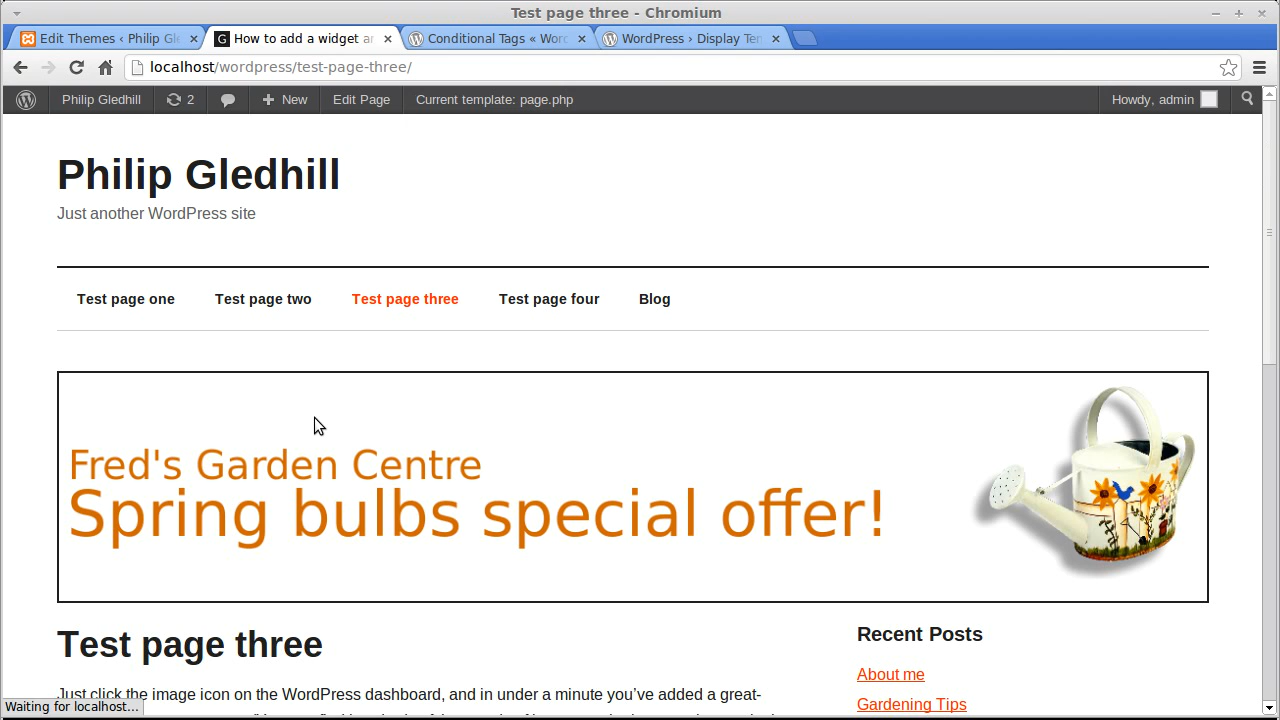 Test page three - Chromium
Edit Themes ‹ Philip Gle
How to add a widget an
Conditional Tags « Word
WordPress › Display Tem
localhost/wordpress/test-page-three/
Philip Gledhill 2 New Edit Page Current template: page.php Howdy, admin
Philip Gledhill
Just another WordPress site
Test page one Test page two Test page three Test page four Blog
Fred's Garden Centre
Spring bulbs special offer!
Test page three
Recent Posts
Just click the image icon on the WordPress dashboard, and in under a minute you've added a great-
About me
Gardening Tips
Waiting for localhost...